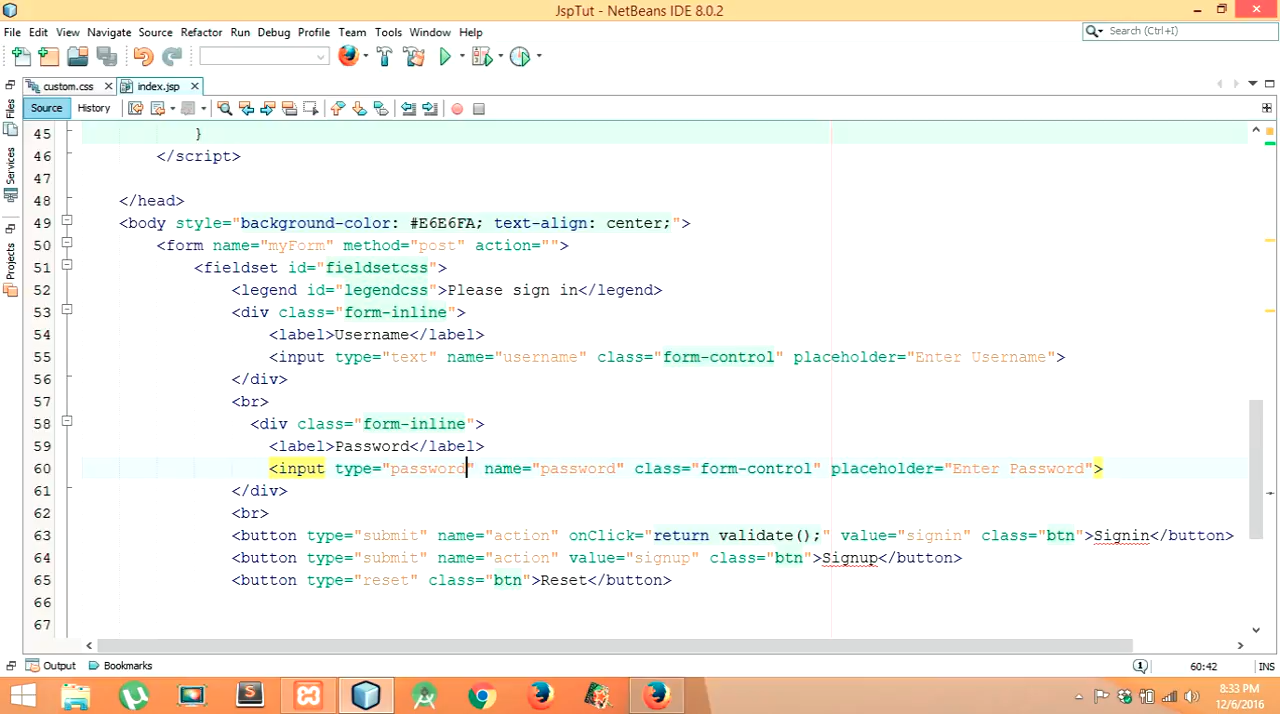 JspTut - NetBeans IDE 8.0.2
File Edit View Navigate Source Refactor Run Debug Profile Team Tools Window Help
Search (Ctrl+I)
custom.css index.jsp
Source History
Files
Services
Projects
45 }
46 </script>
47
48 </head>
49 <body style="background-color: #E6E6FA; text-align: center;">
50 <form name="myForm" method="post" action="">
51 <fieldset id="fieldsetcss">
52 <legend id="legendcss">Please sign in</legend>
53 <div class="form-inline">
54 <label>Username</label>
55 <input type="text" name="username" class="form-control" placeholder="Enter Username">
56 </div>
57 <br>
58 <div class="form-inline">
59 <label>Password</label>
60 <input type="password" name="password" class="form-control" placeholder="Enter Password">
61 </div>
62 <br>
63 <button type="submit" name="action" onClick="return validate();" value="signin" class="btn">Signin</button>
64 <button type="submit" name="action" value="signup" class="btn">Signup</button>
65 <button type="reset" class="btn">Reset</button>
66
67
Output Bookmarks
1 60:42 INS
8:33 PM
12/6/2016